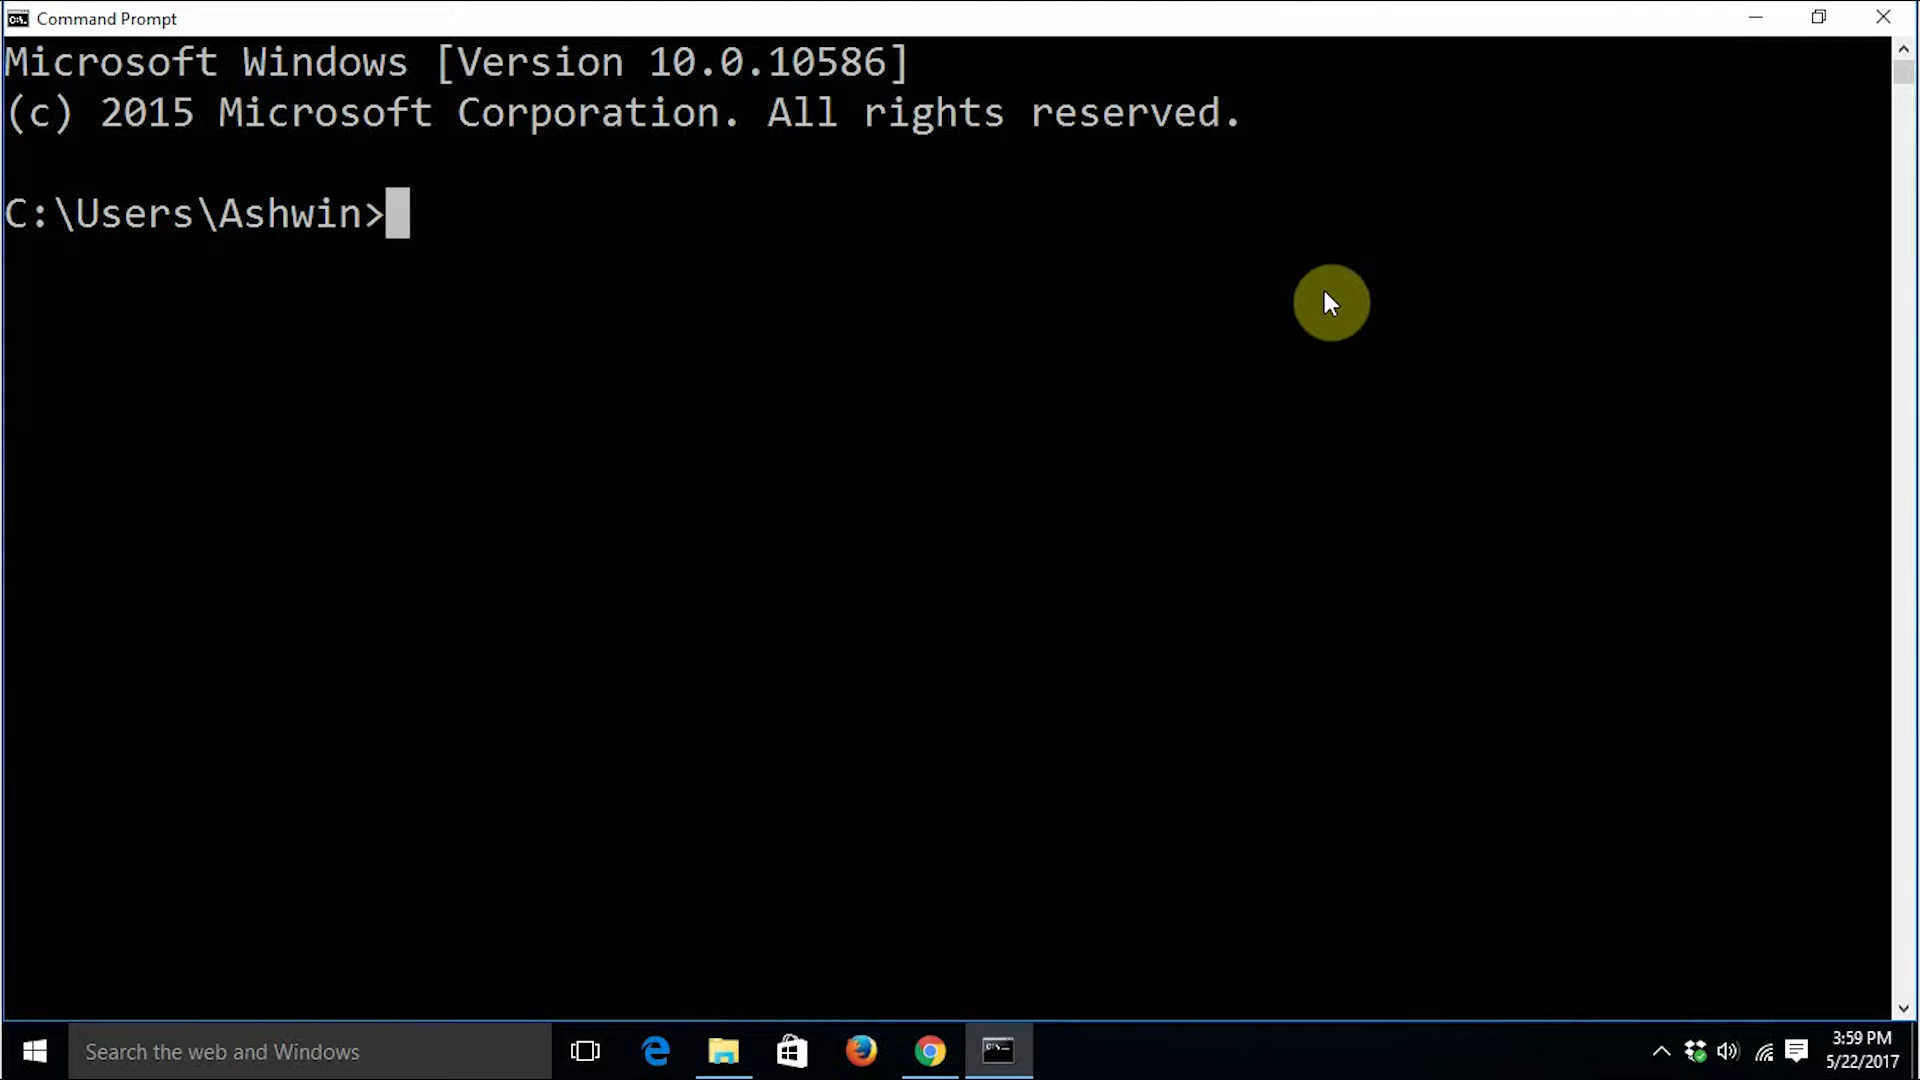 Command Prompt
Microsoft Windows [Version 10.0.10586]
(c) 2015 Microsoft Corporation. All rights reserved.
C:\Users\Ashwin>
Search the web and Windows
3:59 PM
5/22/2017